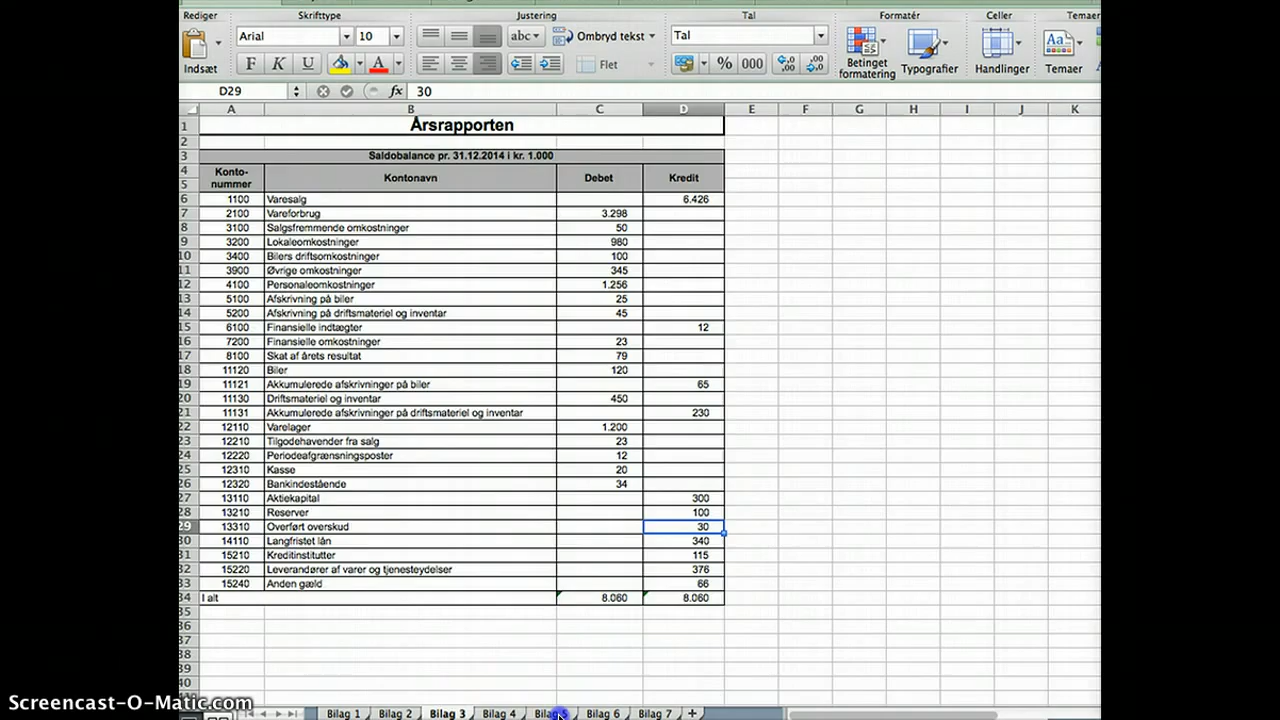 Rediger Skrifttype Justering Tal Formatér Celler Temaer
Arial 10 abc Ombryd tekst Tal
Indsæt F K U A Flet % 000 Betinget formatering Typografier Handlinger Aa Temaer
D29 fx 30
A B C D E F G H I J K
1 Årsrapporten
2
3 Saldobalance pr. 31.12.2014 i kr. 1.000
4 Konto-
5 nummer Kontonavn Debet Kredit
6 1100 Varesalg 6.426
7 2100 Vareforbrug 3.298
8 3100 Salgsfremmende omkostninger 50
9 3200 Lokaleomkostninger 980
10 3400 Bilers driftsomkostninger 100
11 3900 Øvrige omkostninger 345
12 4100 Personaleomkostninger 1.256
13 5100 Afskrivning på biler 25
14 5200 Afskrivning på driftsmateriel og inventar 45
15 6100 Finansielle indtægter 12
16 7200 Finansielle omkostninger 23
17 8100 Skat af årets resultat 79
18 11120 Biler 120
19 11121 Akkumulerede afskrivninger på biler 65
20 11130 Driftsmateriel og inventar 450
21 11131 Akkumulerede afskrivninger på driftsmateriel og inventar 230
22 12110 Varelager 1.200
23 12210 Tilgodehavender fra salg 23
24 12220 Periodeafgrænsningsposter 12
25 12310 Kasse 20
26 12320 Bankindestående 34
27 13110 Aktiekapital 300
28 13210 Reserver 100
29 13310 Overført overskud 30
30 14110 Langfristet lån 340
31 15210 Kreditinstitutter 115
32 15220 Leverandører af varer og tjenesteydelser 376
33 15240 Anden gæld 66
34 I alt 8.060 8.060
35
36
37
38
39
40
Screencast-O-Matic.com
Bilag 1 Bilag 2 Bilag 3 Bilag 4 Bilag 5 Bilag 6 Bilag 7 +